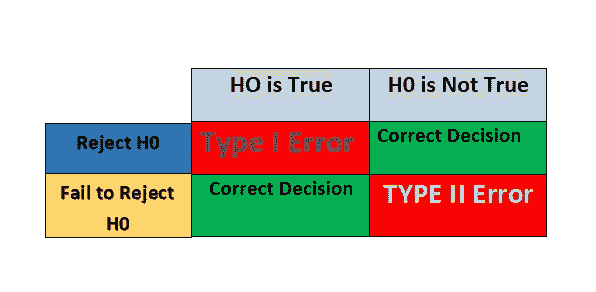 HO is True
H0 is Not True
Reject H0
Type I Error
Correct Decision
Fail to Reject
H0
Correct Decision
TYPE II Error